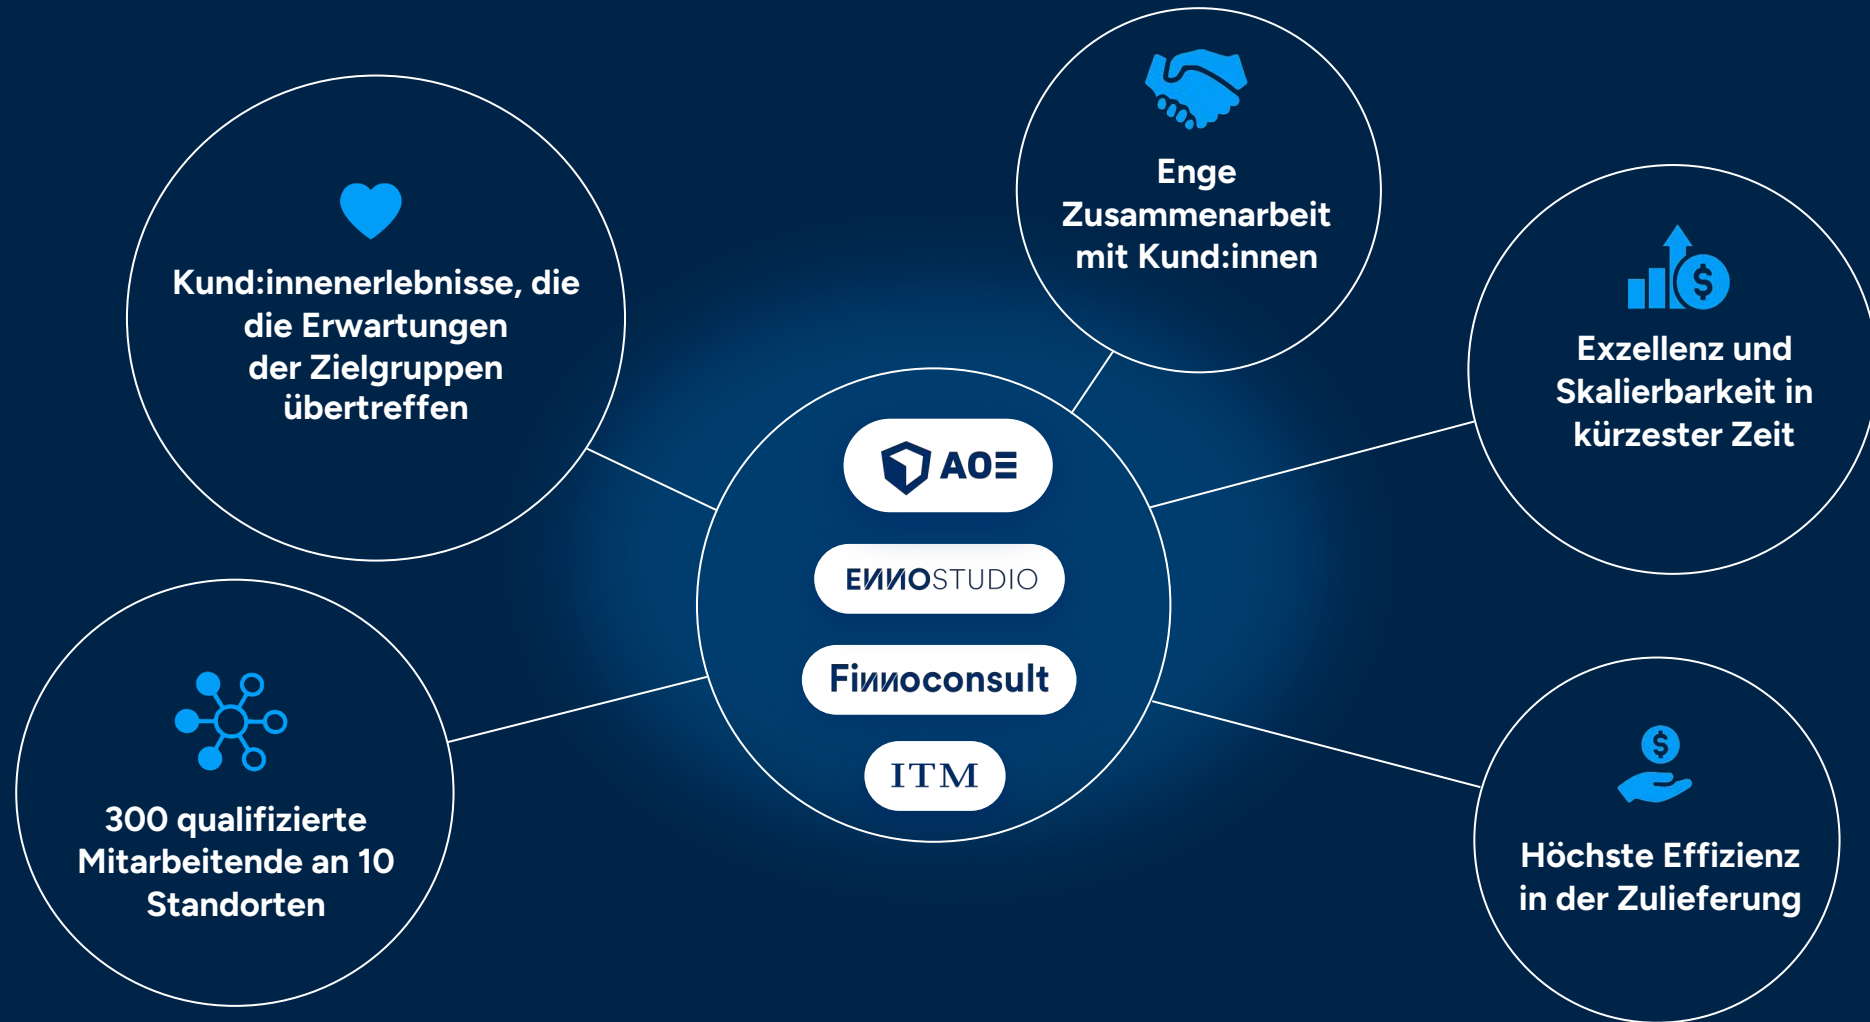 Kund:innenerlebnisse, die
die Erwartungen
der Zielgruppen
übertreffen
Enge
Zusammenarbeit
mit Kund:innen
Exzellenz und
Skalierbarkeit in
kürzester Zeit
AOE
ENNOSTUDIO
Finnoconsult
ITM
300 qualifizierte
Mitarbeitende an 10
Standorten
Höchste Effizienz
in der Zulieferung